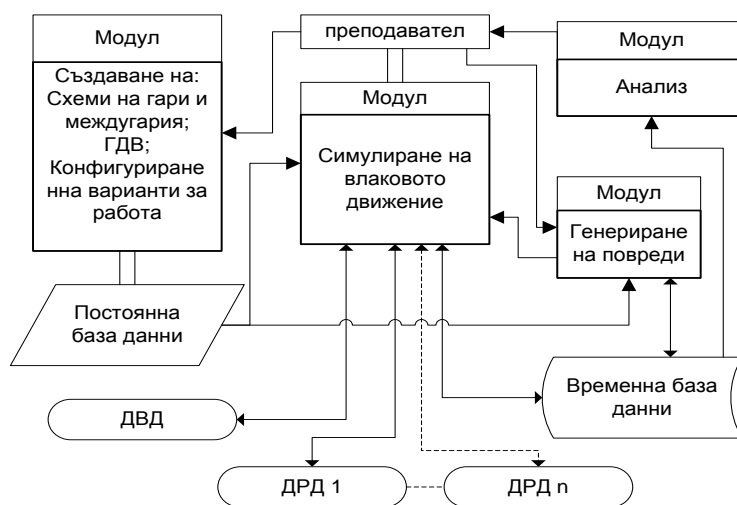 Модул
Създаване на:
Схеми на гари и
междугария;
ГДВ;
Конфигуриране
нна варианти за
работа
преподавател
Модул
Симулиране на
влаковото
движение
Модул
Анализ
Модул
Генериране
на повреди
Постоянна
база данни
Временна база
данни
ДВД
ДРД 1
ДРД n